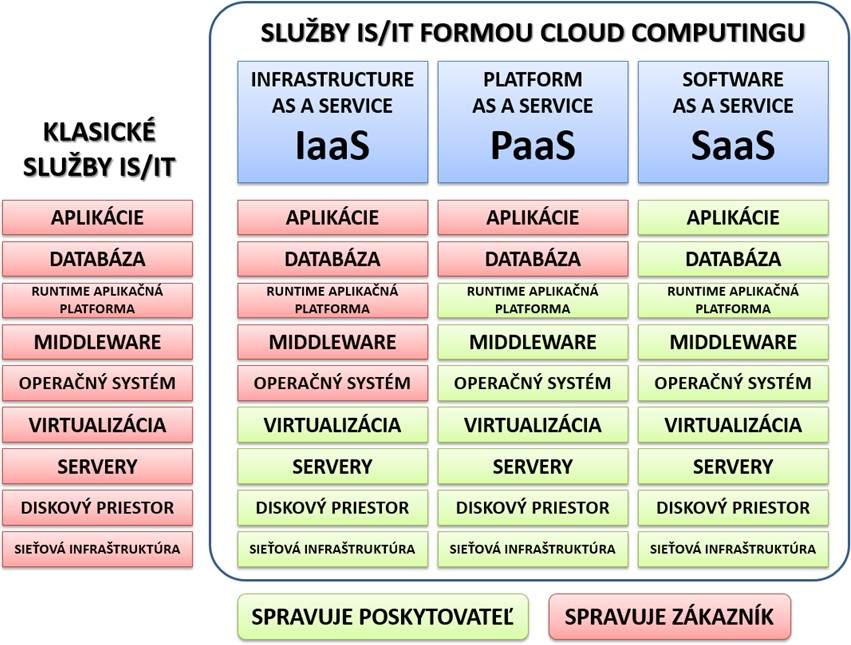 SLUŽBY IS/IT FORMOU CLOUD COMPUTINGU
INFRASTRUCTURE
AS A SERVICE
IaaS
PLATFORM
AS A SERVICE
PaaS
SOFTWARE
AS A SERVICE
SaaS
KLASICKÉ
SLUŽBY IS/IT
APLIKÁCIE
DATABÁZA
RUNTIME APLIKAČNÁ
PLATFORMA
MIDDLEWARE
OPERAČNÝ SYSTÉM
VIRTUALIZÁCIA
SERVERY
DISKOVÝ PRIESTOR
SIEŤOVÁ INFRAŠTRUKTÚRA
APLIKÁCIE
DATABÁZA
RUNTIME APLIKAČNÁ
PLATFORMA
MIDDLEWARE
OPERAČNÝ SYSTÉM
VIRTUALIZÁCIA
SERVERY
DISKOVÝ PRIESTOR
SIEŤOVÁ INFRAŠTRUKTÚRA
APLIKÁCIE
DATABÁZA
RUNTIME APLIKAČNÁ
PLATFORMA
MIDDLEWARE
OPERAČNÝ SYSTÉM
VIRTUALIZÁCIA
SERVERY
DISKOVÝ PRIESTOR
SIEŤOVÁ INFRAŠTRUKTÚRA
APLIKÁCIE
DATABÁZA
RUNTIME APLIKAČNÁ
PLATFORMA
MIDDLEWARE
OPERAČNÝ SYSTÉM
VIRTUALIZÁCIA
SERVERY
DISKOVÝ PRIESTOR
SIEŤOVÁ INFRAŠTRUKTÚRA
SPRAVUJE POSKYTOVATEĽ
SPRAVUJE ZÁKAZNÍK